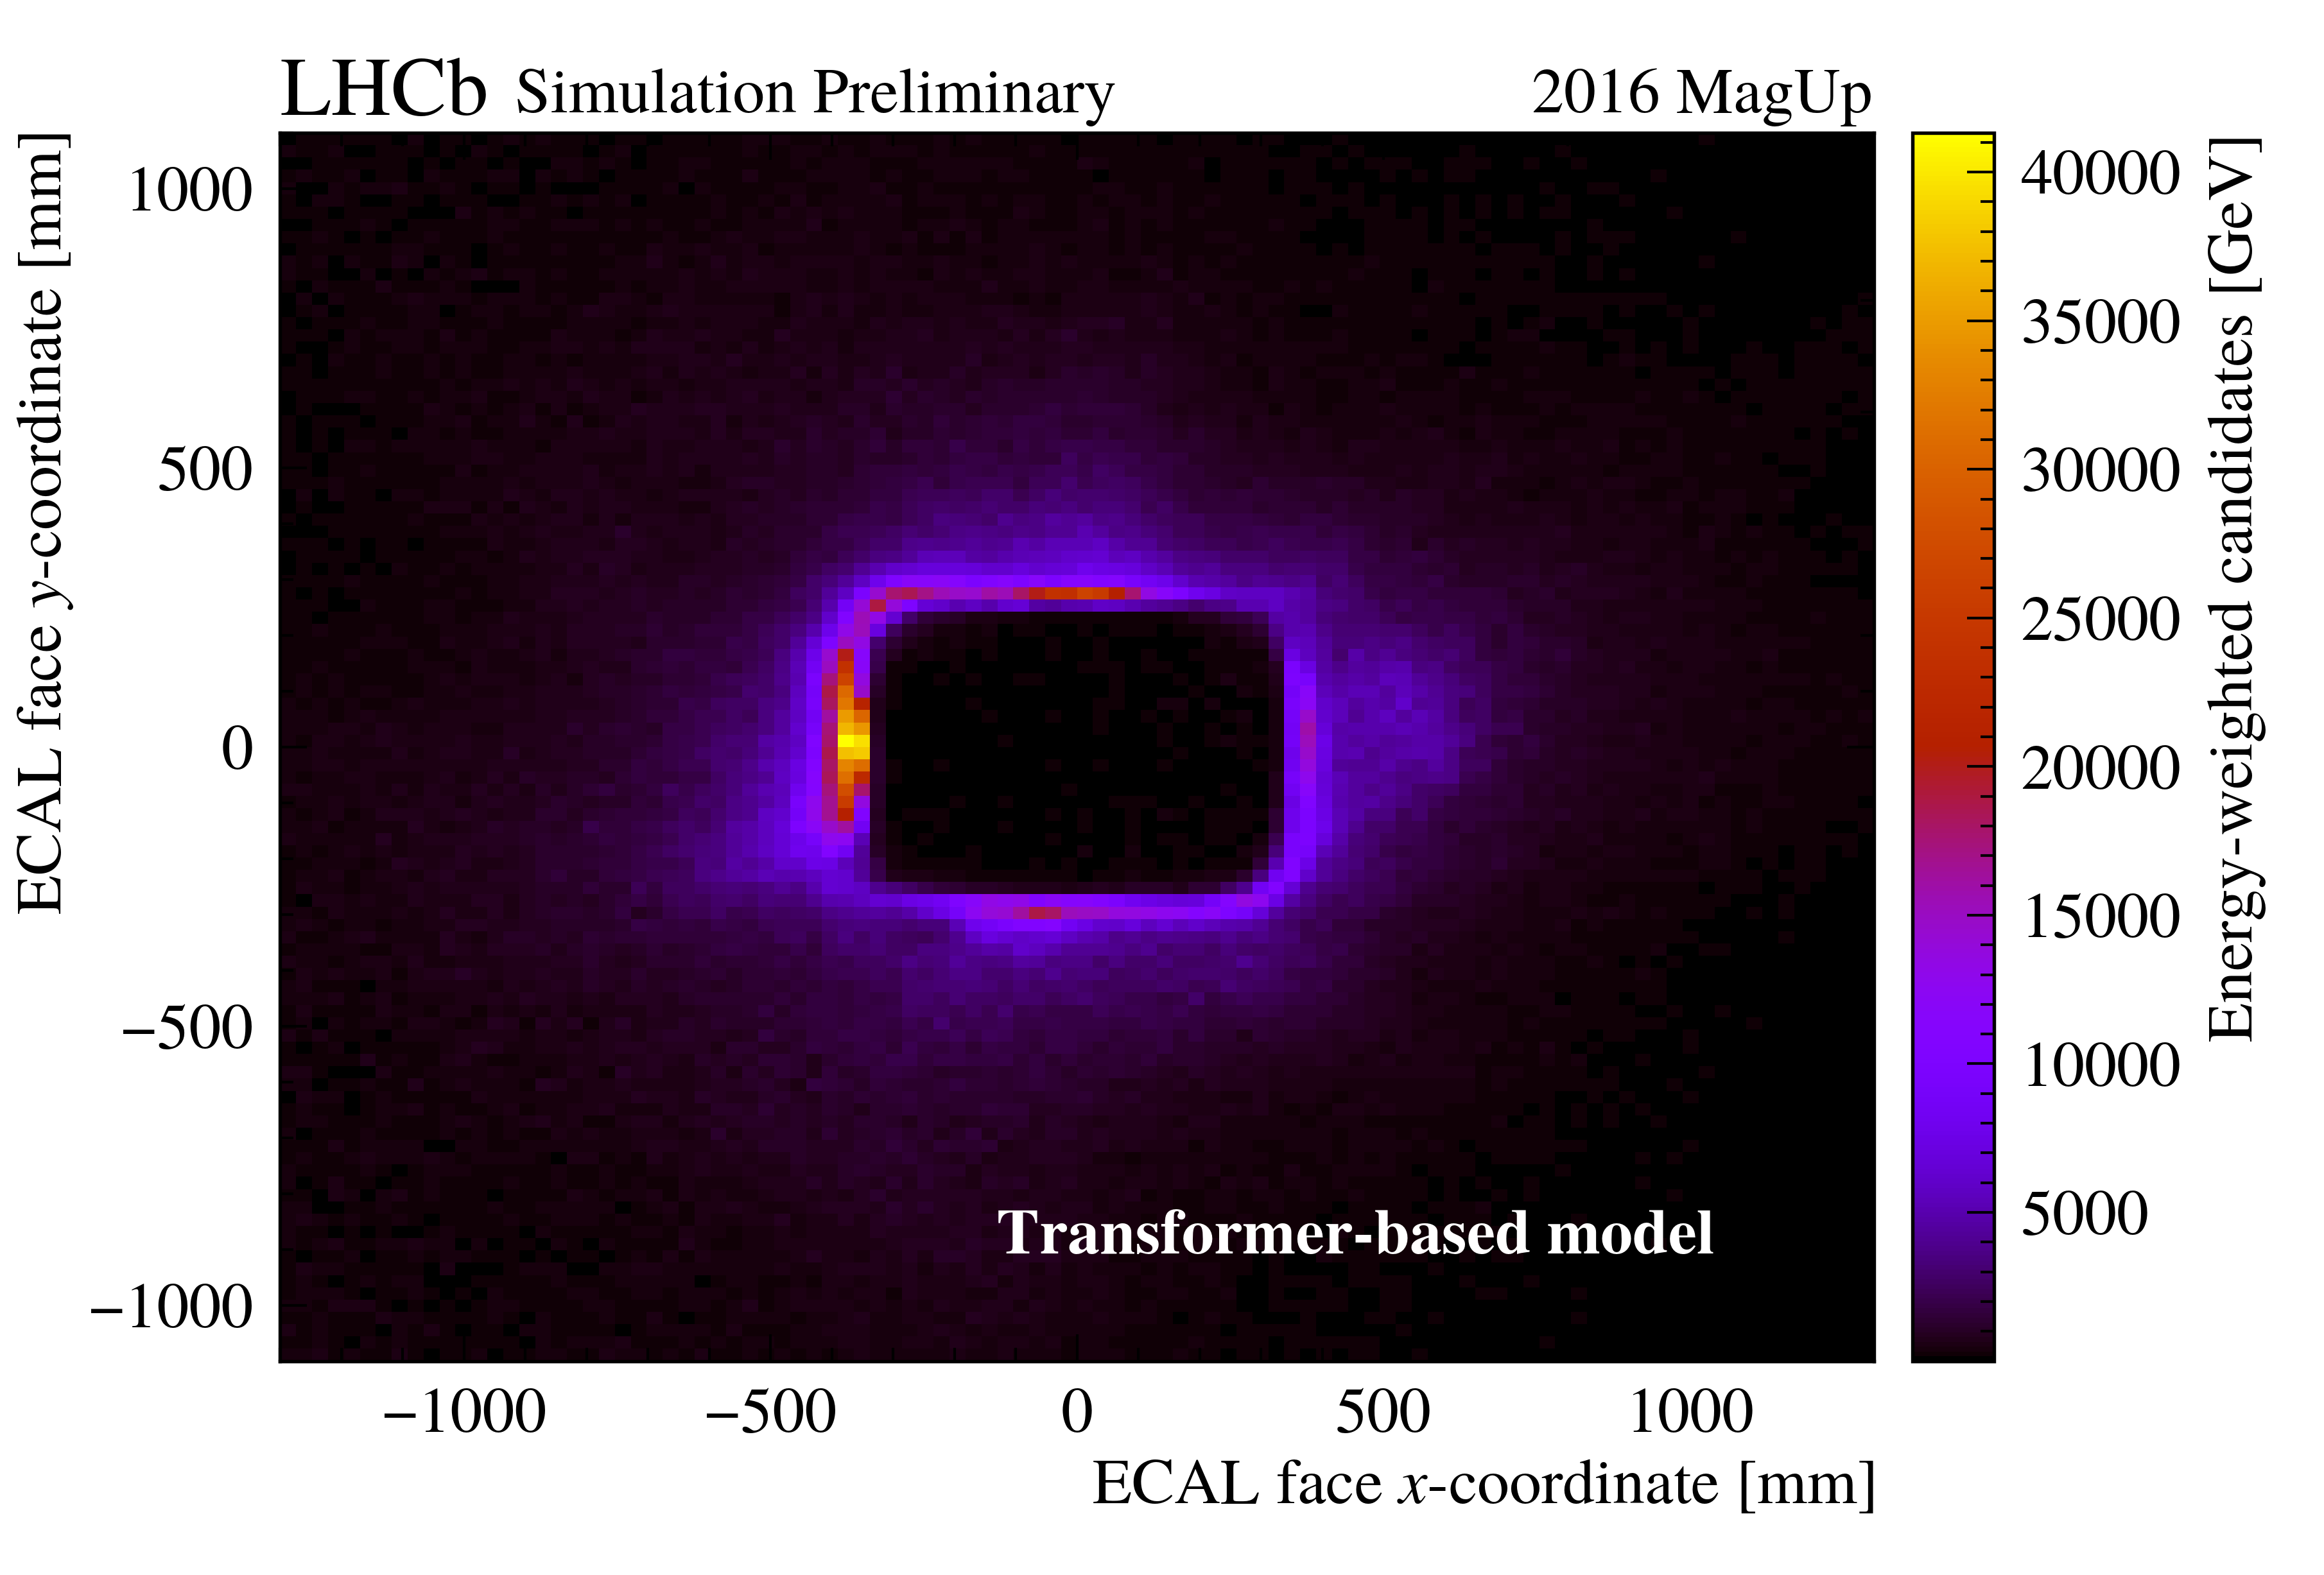 LHCb Simulation Preliminary 2016 MagUp
ECAL face y-coordinate [mm]
1000
500
0
−500
−1000
Transformer-based model
−1000 −500 0 500 1000
ECAL face x-coordinate [mm]
40000
35000
30000
25000
20000
15000
10000
5000
Energy-weighted candidates [GeV]